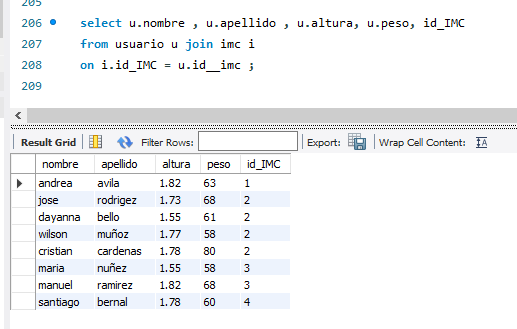 205
206 select u.nombre , u.apellido , u.altura, u.peso, id_IMC
207 from usuario u join imc i
208 on i.id_IMC = u.id__imc ;
209
Result Grid Filter Rows: Export: Wrap Cell Content:
nombre apellido altura peso id_IMC
andrea avila 1.82 63 1
jose rodrigez 1.73 68 2
dayanna bello 1.55 61 2
wilson muñoz 1.77 58 2
cristian cardenas 1.78 80 2
maria nuñez 1.55 58 3
manuel ramirez 1.82 68 3
santiago bernal 1.78 60 4